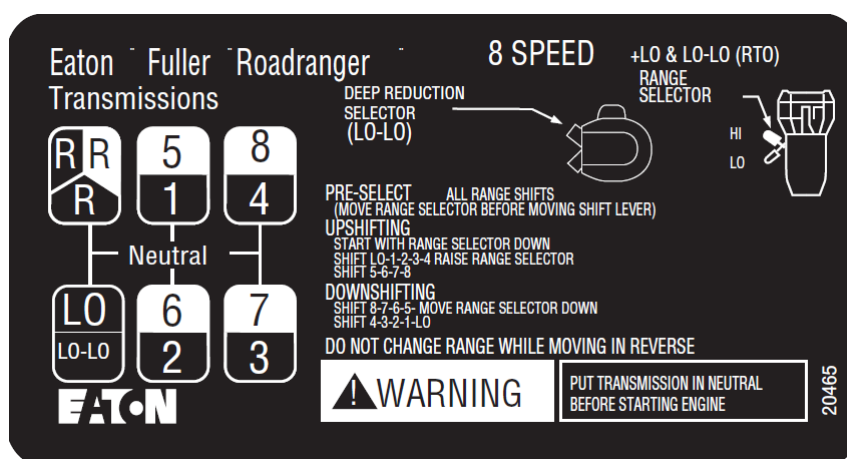 Eaton Fuller Roadranger
Transmissions
8 SPEED +LO & LO-LO (RTO)
DEEP REDUCTION
SELECTOR
(LO-LO)
RANGE
SELECTOR
HI
LO
R R
R
5
1
8
4
Neutral
LO
LO-LO
6
2
7
3
PRE-SELECT ALL RANGE SHIFTS
(MOVE RANGE SELECTOR BEFORE MOVING SHIFT LEVER)
UPSHIFTING
START WITH RANGE SELECTOR DOWN
SHIFT LO-1-2-3-4 RAISE RANGE SELECTOR
SHIFT 5-6-7-8
DOWNSHIFTING
SHIFT 8-7-6-5- MOVE RANGE SELECTOR DOWN
SHIFT 4-3-2-1-LO
DO NOT CHANGE RANGE WHILE MOVING IN REVERSE
EATON
WARNING
PUT TRANSMISSION IN NEUTRAL
BEFORE STARTING ENGINE
20465